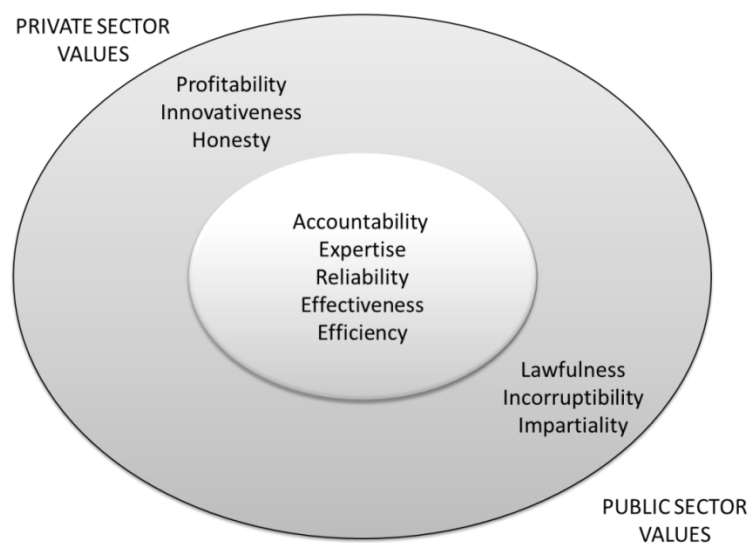 PRIVATE SECTOR
VALUES
Profitability
Innovativeness
Honesty
Accountability
Expertise
Reliability
Effectiveness
Efficiency
Lawfulness
Incorruptibility
Impartiality
PUBLIC SECTOR
VALUES